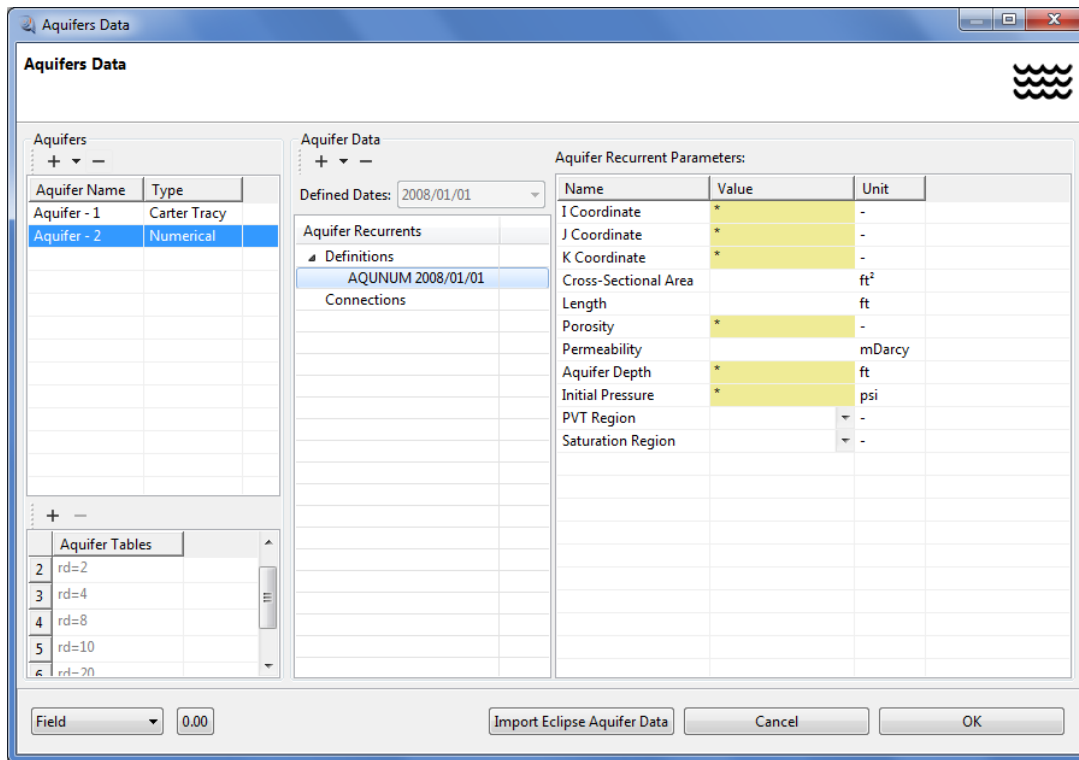 Aquifers Data
Aquifers Data
Aquifers
Aquifer Name Type
Aquifer - 1 Carter Tracy
Aquifer - 2 Numerical
Aquifer Tables
2 rd=2
3 rd=4
4 rd=8
5 rd=10
6 rd=20
Aquifer Data
Defined Dates: 2008/01/01
Aquifer Recurrents
Definitions
AQUNUM 2008/01/01
Connections
Aquifer Recurrent Parameters:
Name Value Unit
I Coordinate * -
J Coordinate * -
K Coordinate * -
Cross-Sectional Area ft²
Length ft
Porosity * -
Permeability mDarcy
Aquifer Depth * ft
Initial Pressure * psi
PVT Region -
Saturation Region -
Field 0.00 Import Eclipse Aquifer Data Cancel OK